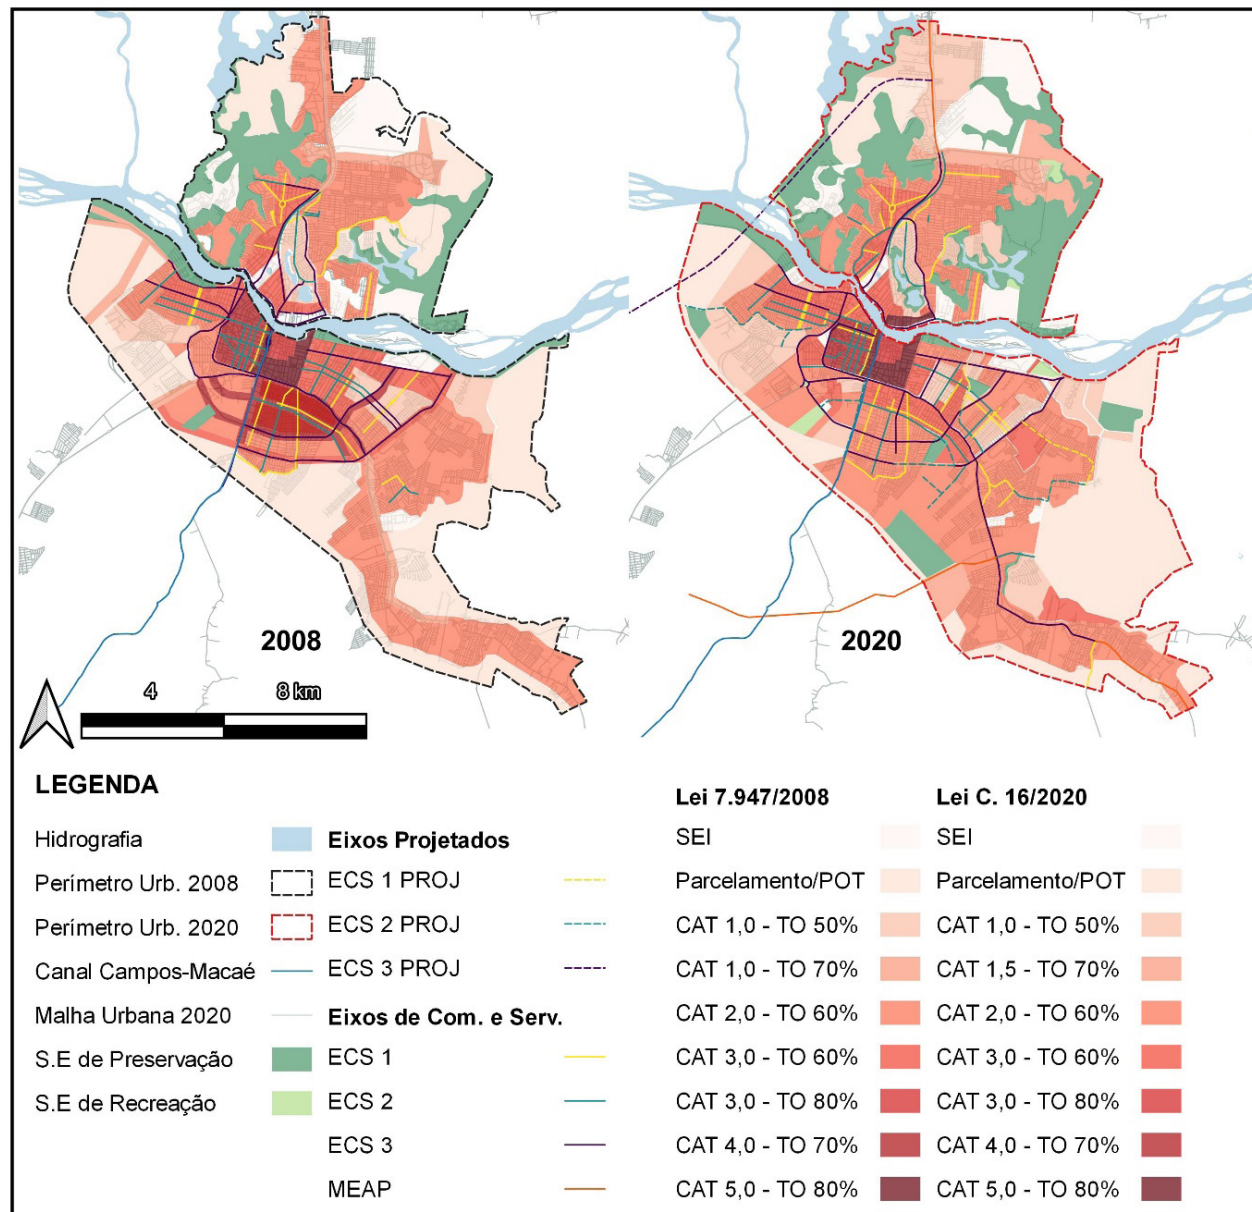 2008
2020
4 8 km
LEGENDA
Hidrografia
Perímetro Urb. 2008
Perímetro Urb. 2020
Canal Campos-Macaé
Malha Urbana 2020
S.E de Preservação
S.E de Recreação
Eixos Projetados
ECS 1 PROJ
ECS 2 PROJ
ECS 3 PROJ
Eixos de Com. e Serv.
ECS 1
ECS 2
ECS 3
MEAP
Lei 7.947/2008
SEI
Parcelamento/POT
CAT 1,0 - TO 50%
CAT 1,0 - TO 70%
CAT 2,0 - TO 60%
CAT 3,0 - TO 60%
CAT 3,0 - TO 80%
CAT 4,0 - TO 70%
CAT 5,0 - TO 80%
Lei C. 16/2020
SEI
Parcelamento/POT
CAT 1,0 - TO 50%
CAT 1,5 - TO 70%
CAT 2,0 - TO 60%
CAT 3,0 - TO 60%
CAT 3,0 - TO 80%
CAT 4,0 - TO 70%
CAT 5,0 - TO 80%